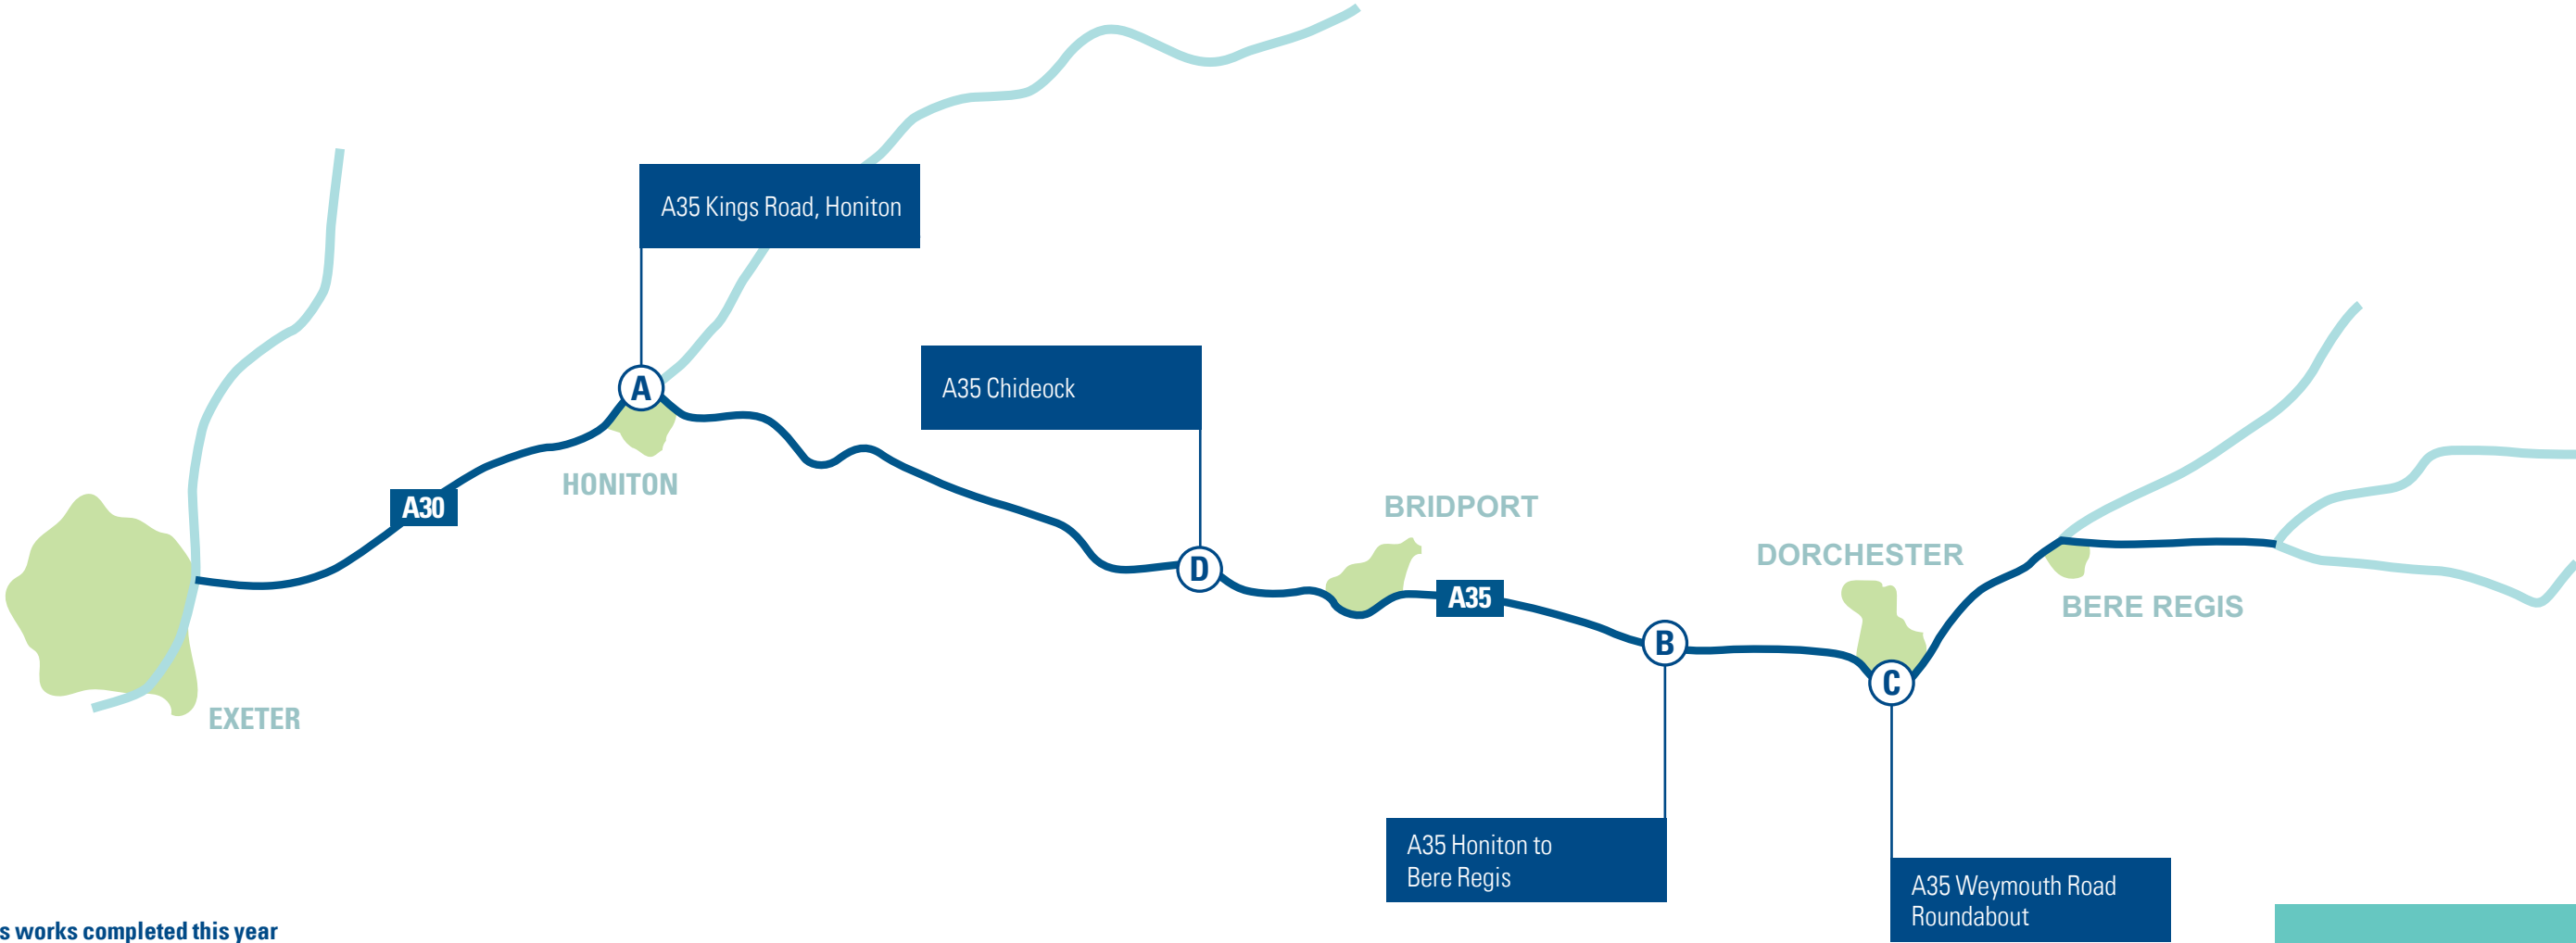 A35 Kings Road, Honiton
A
A35 Chideock
HONITON
A30
BRIDPORT
DORCHESTER
D
A35
BERE REGIS
B
C
EXETER
A35 Honiton to
Bere Regis
A35 Weymouth Road
Roundabout
s works completed this year